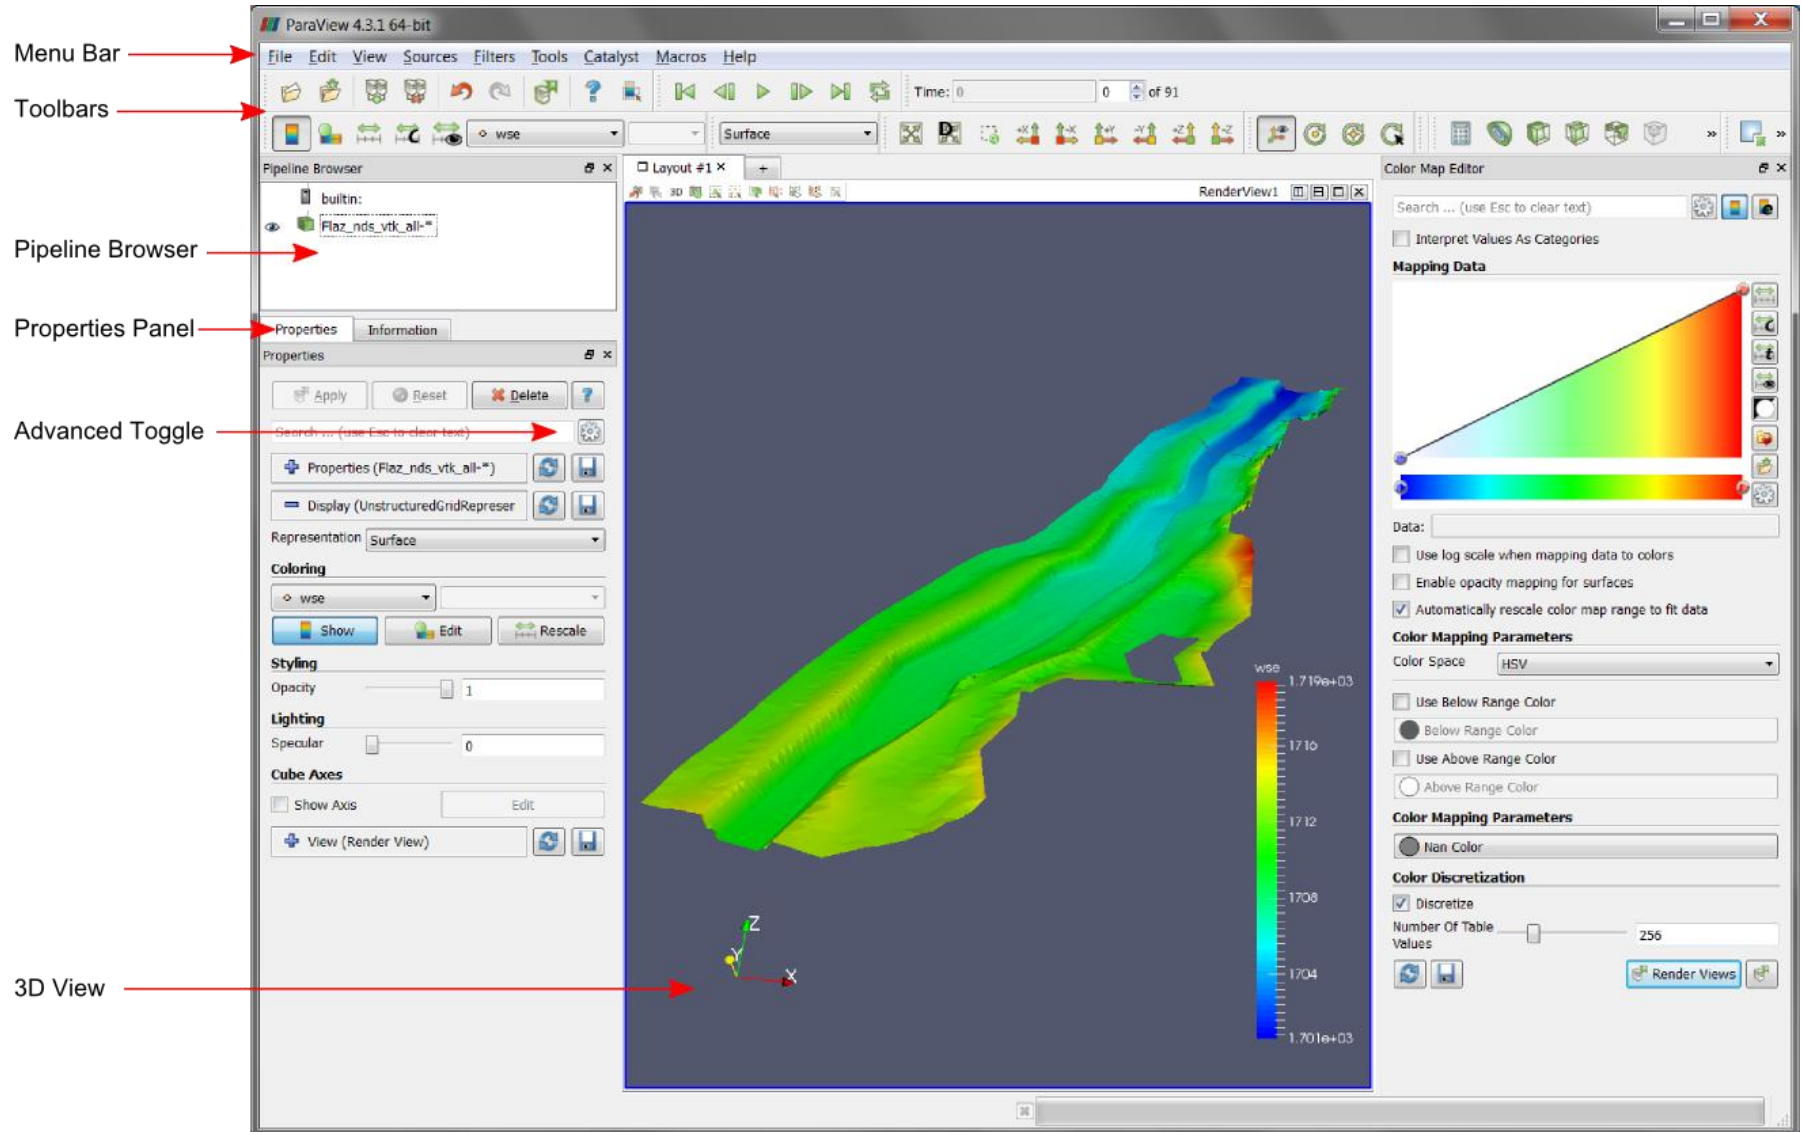 ParaView 4.3.1 64-bit
Menu Bar
File Edit View Sources Filters Tools Catalyst Macros Help
Time: 0 0 of 91
Toolbars
wse Surface
Pipeline Browser
builtin:
Flaz_nds_vtk_all-*
Pipeline Browser
Properties Panel
Properties Information
Properties
Apply Reset Delete ?
Advanced Toggle
Search ... (use Esc to clear text)
Properties (Flaz_nds_vtk_all-*)
Display (UnstructuredGridRepreser
Representation Surface
Coloring
wse
Show Edit Rescale
Styling
Opacity 1
Lighting
Specular 0
Cube Axes
Show Axis Edit
View (Render View)
3D View
Layout #1 +
3D RenderView1
wse
1.719e+03
1716
1712
1708
1704
1.701e+03
Z
Y
X
Color Map Editor
Search ... (use Esc to clear text)
Interpret Values As Categories
Mapping Data
Data:
Use log scale when mapping data to colors
Enable opacity mapping for surfaces
Automatically rescale color map range to fit data
Color Mapping Parameters
Color Space HSV
Use Below Range Color
Below Range Color
Use Above Range Color
Above Range Color
Color Mapping Parameters
Nan Color
Color Discretization
Discretize
Number Of Table
Values
256
Render Views